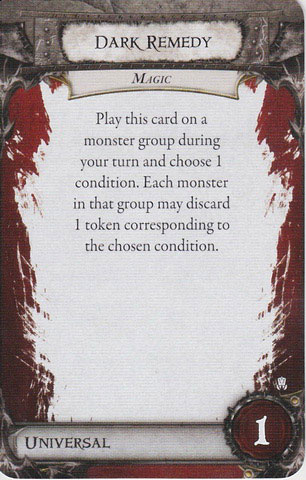 Dark Remedy
Magic
Play this card on a
monster group during
your turn and choose 1
condition. Each monster
in that group may discard
1 token corresponding to
the chosen condition.
Universal
1